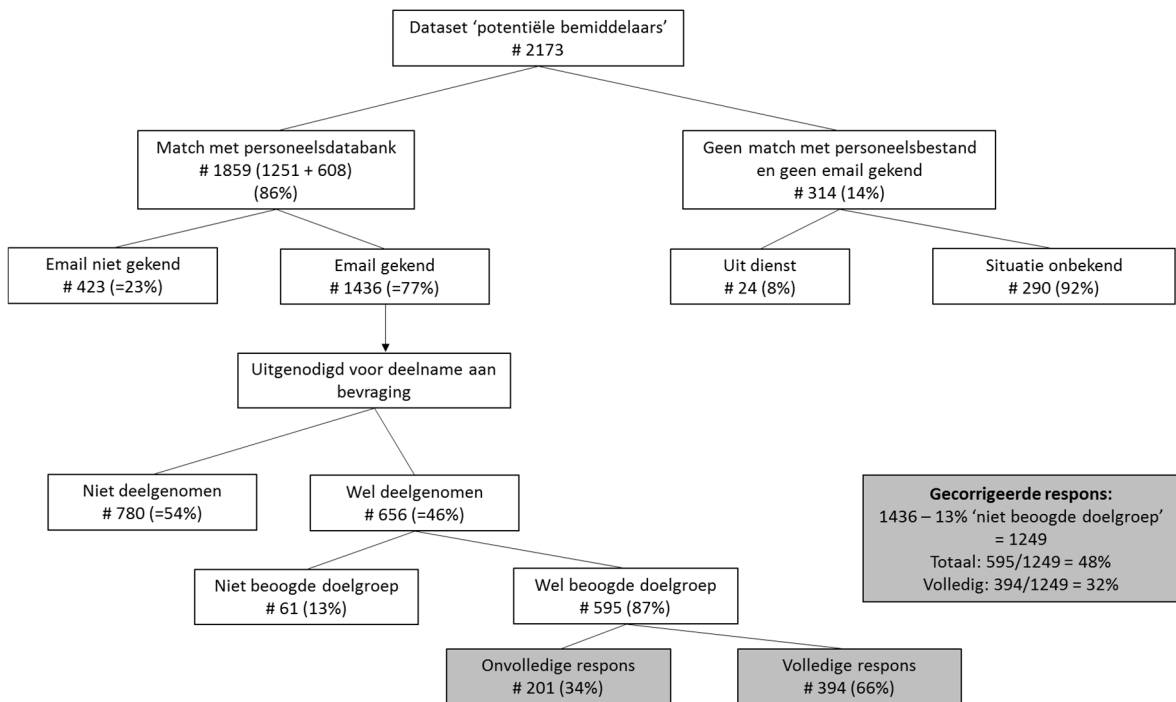 Dataset ‘potentiële bemiddelaars’
# 2173
Match met personeelsdatabank
# 1859 (1251 + 608)
(86%)
Geen match met personeelsbestand
en geen email gekend
# 314 (14%)
Email niet gekend
# 423 (=23%)
Email gekend
# 1436 (=77%)
Uit dienst
# 24 (8%)
Situatie onbekend
# 290 (92%)
Uitgenodigd voor deelname aan
bevraging
Niet deelgenomen
# 780 (=54%)
Wel deelgenomen
# 656 (=46%)
Gecorrigeerde respons:
1436 – 13% ‘niet beoogde doelgroep’
= 1249
Totaal: 595/1249 = 48%
Volledig: 394/1249 = 32%
Niet beoogde doelgroep
# 61 (13%)
Wel beoogde doelgroep
# 595 (87%)
Onvolledige respons
# 201 (34%)
Volledige respons
# 394 (66%)